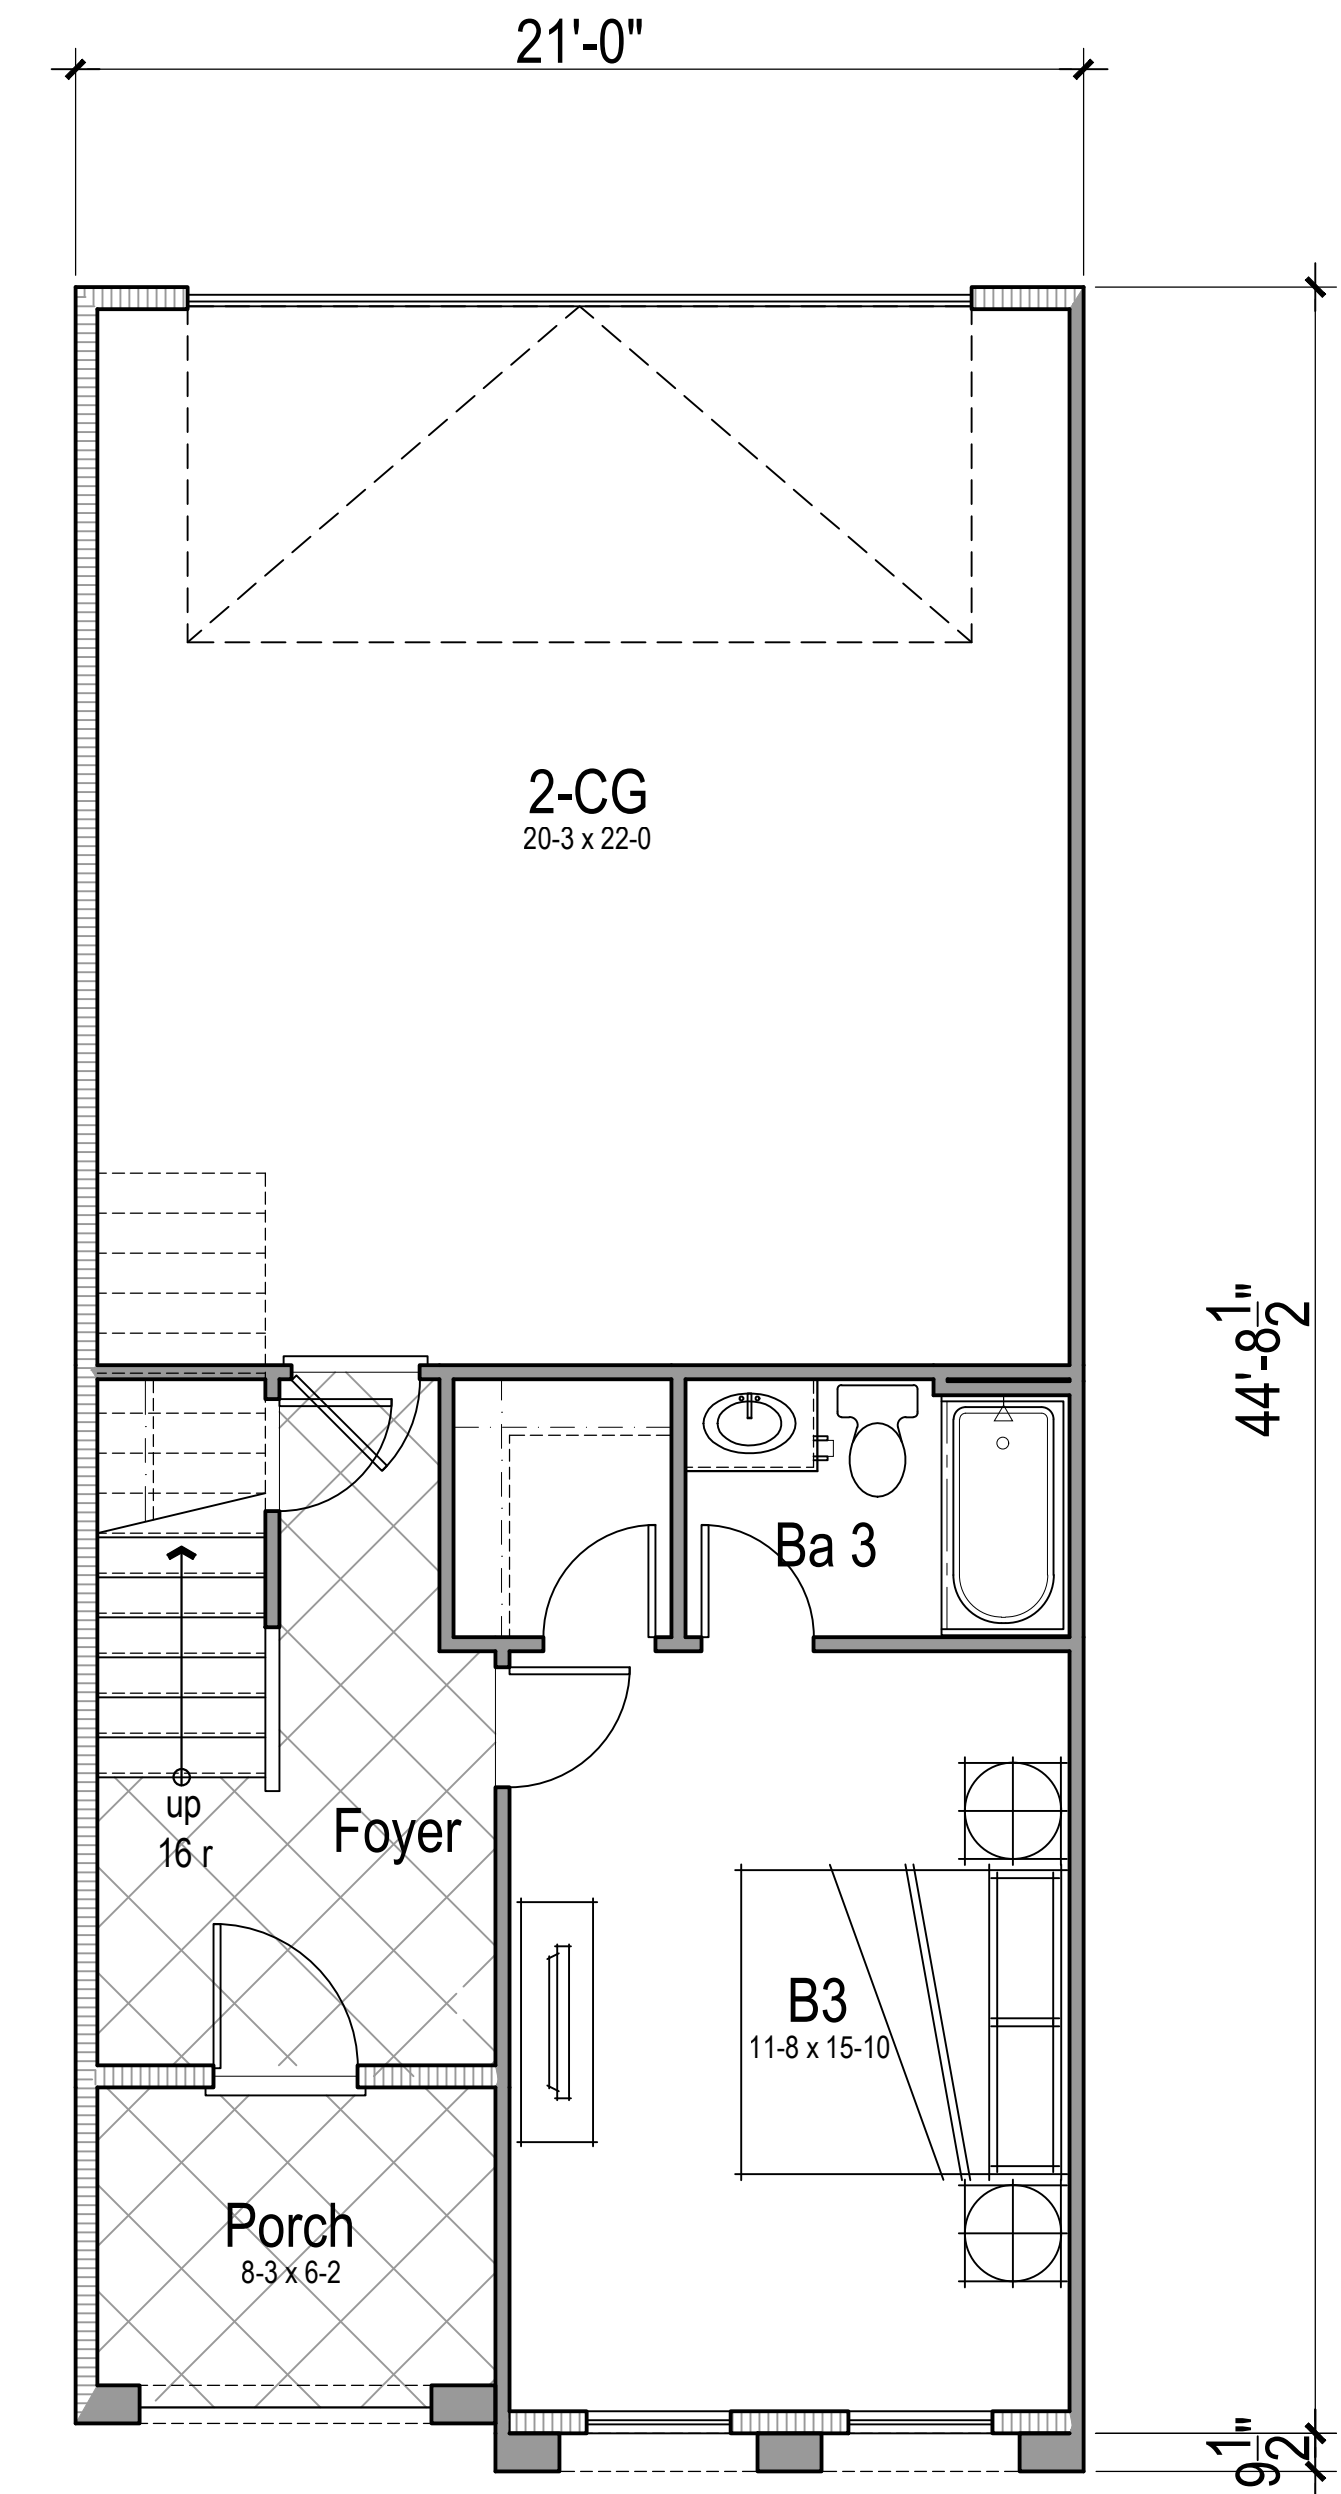 21'-0"
2-CG
20-3 x 22-0
44'-8 1/2"
Ba 3
up
16 r
Foyer
B3
11-8 x 15-10
Porch
8-3 x 6-2
9 1/2"